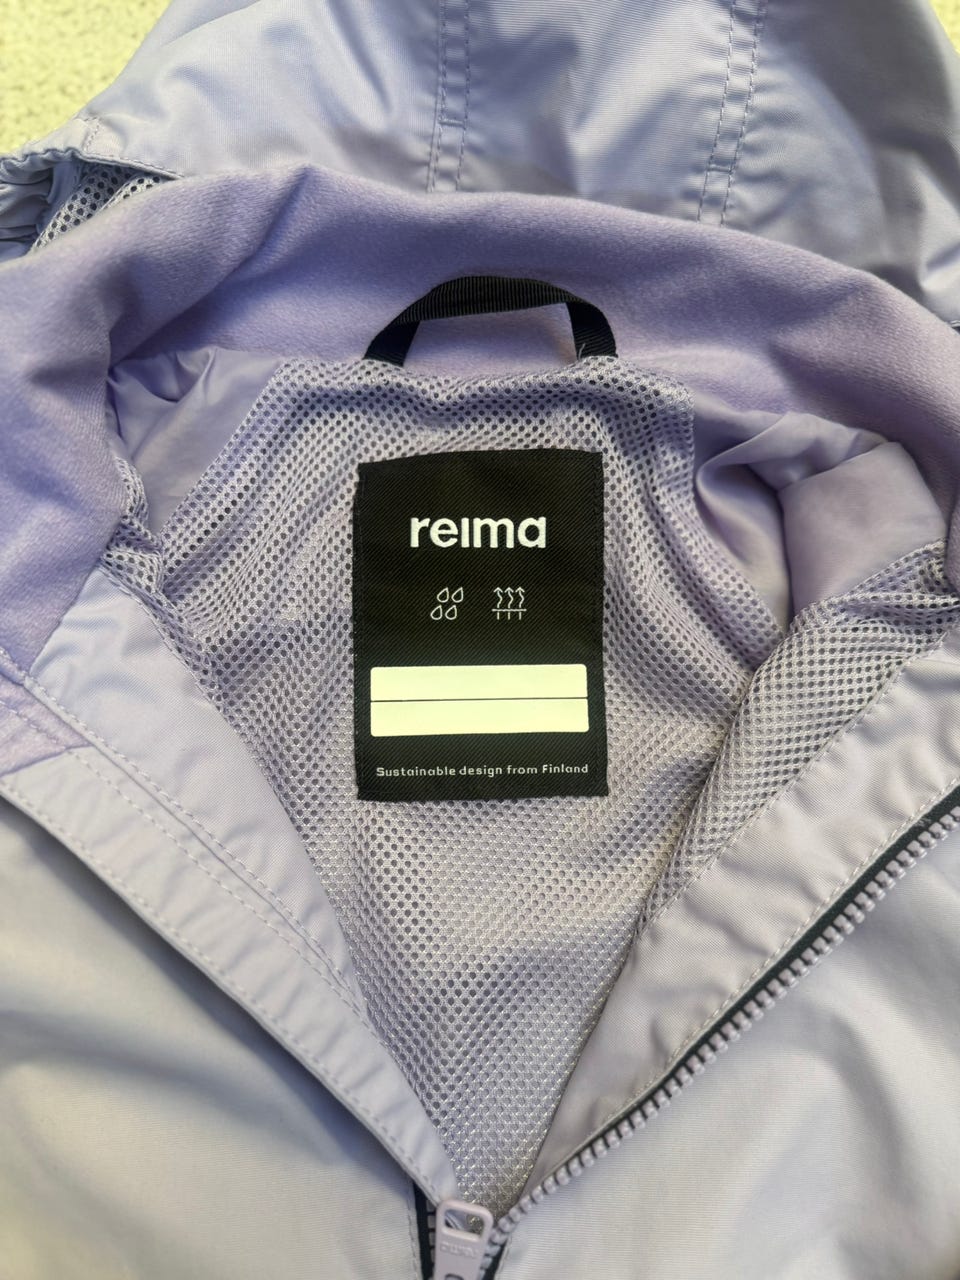 reima
Sustainable design from Finland